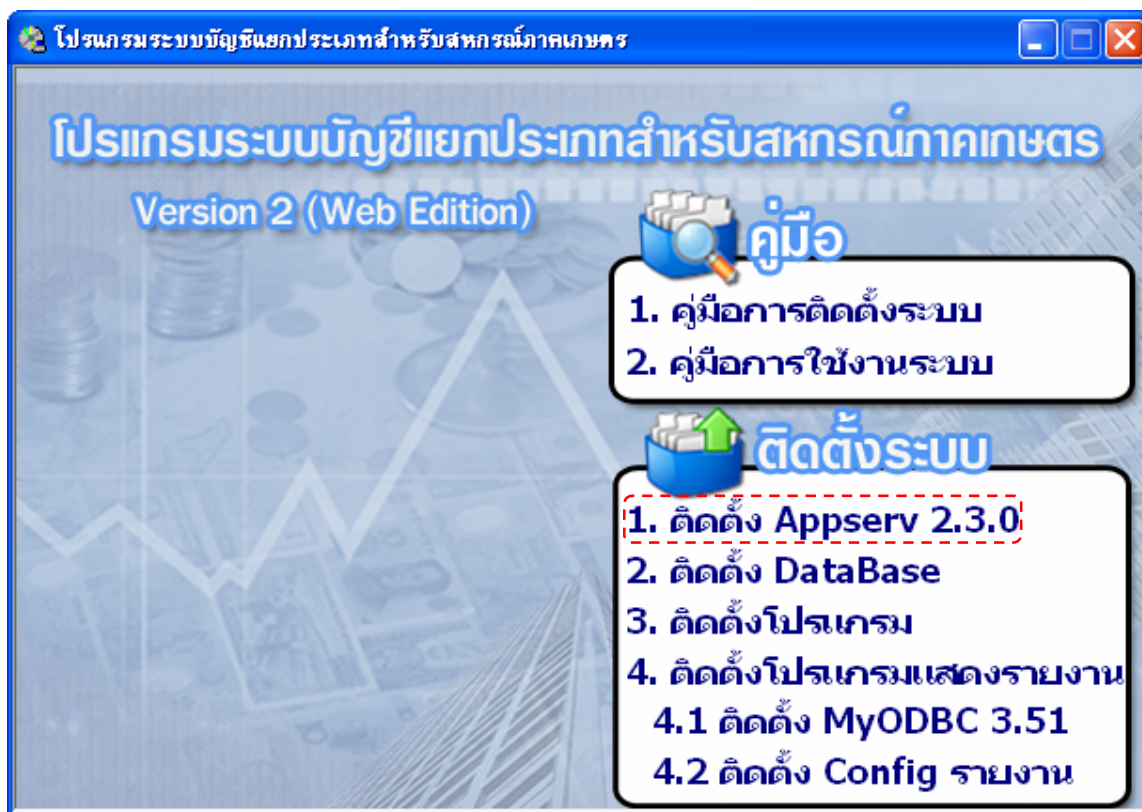 โปรแกรมระบบบัญชีแยกประเภทสำหรับสหกรณ์ภาคเกษตร
โปรแกรมระบบบัญชีแยกประเภทสำหรับสหกรณ์ภาคเกษตร
Version 2 (Web Edition)
คู่มือ
1. คู่มือการติดตั้งระบบ
2. คู่มือการใช้งานระบบ
ติดตั้งระบบ
1. ติดตั้ง Appserv 2.3.0
2. ติดตั้ง DataBase
3. ติดตั้งโปรแกรม
4. ติดตั้งโปรแกรมแสดงรายงาน
4.1 ติดตั้ง MyODBC 3.51
4.2 ติดตั้ง Config รายงาน